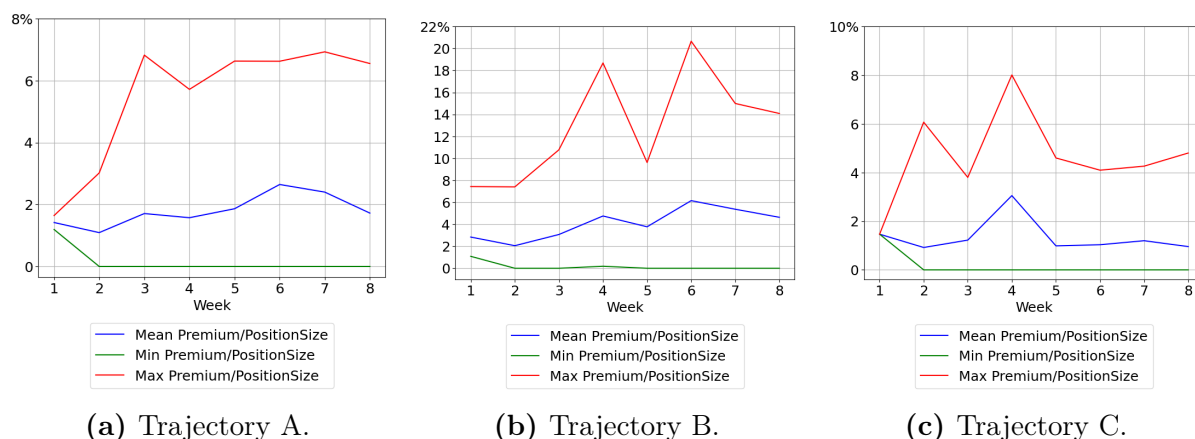 8%
6
4
2
0
1 2 3 4 5 6 7 8
Week
Mean Premium/PositionSize
Min Premium/PositionSize
Max Premium/PositionSize
(a) Trajectory A.
22%
20
18
16
14
12
10
8
6
4
2
0
1 2 3 4 5 6 7 8
Week
Mean Premium/PositionSize
Min Premium/PositionSize
Max Premium/PositionSize
(b) Trajectory B.
10%
8
6
4
2
0
1 2 3 4 5 6 7 8
Week
Mean Premium/PositionSize
Min Premium/PositionSize
Max Premium/PositionSize
(c) Trajectory C.